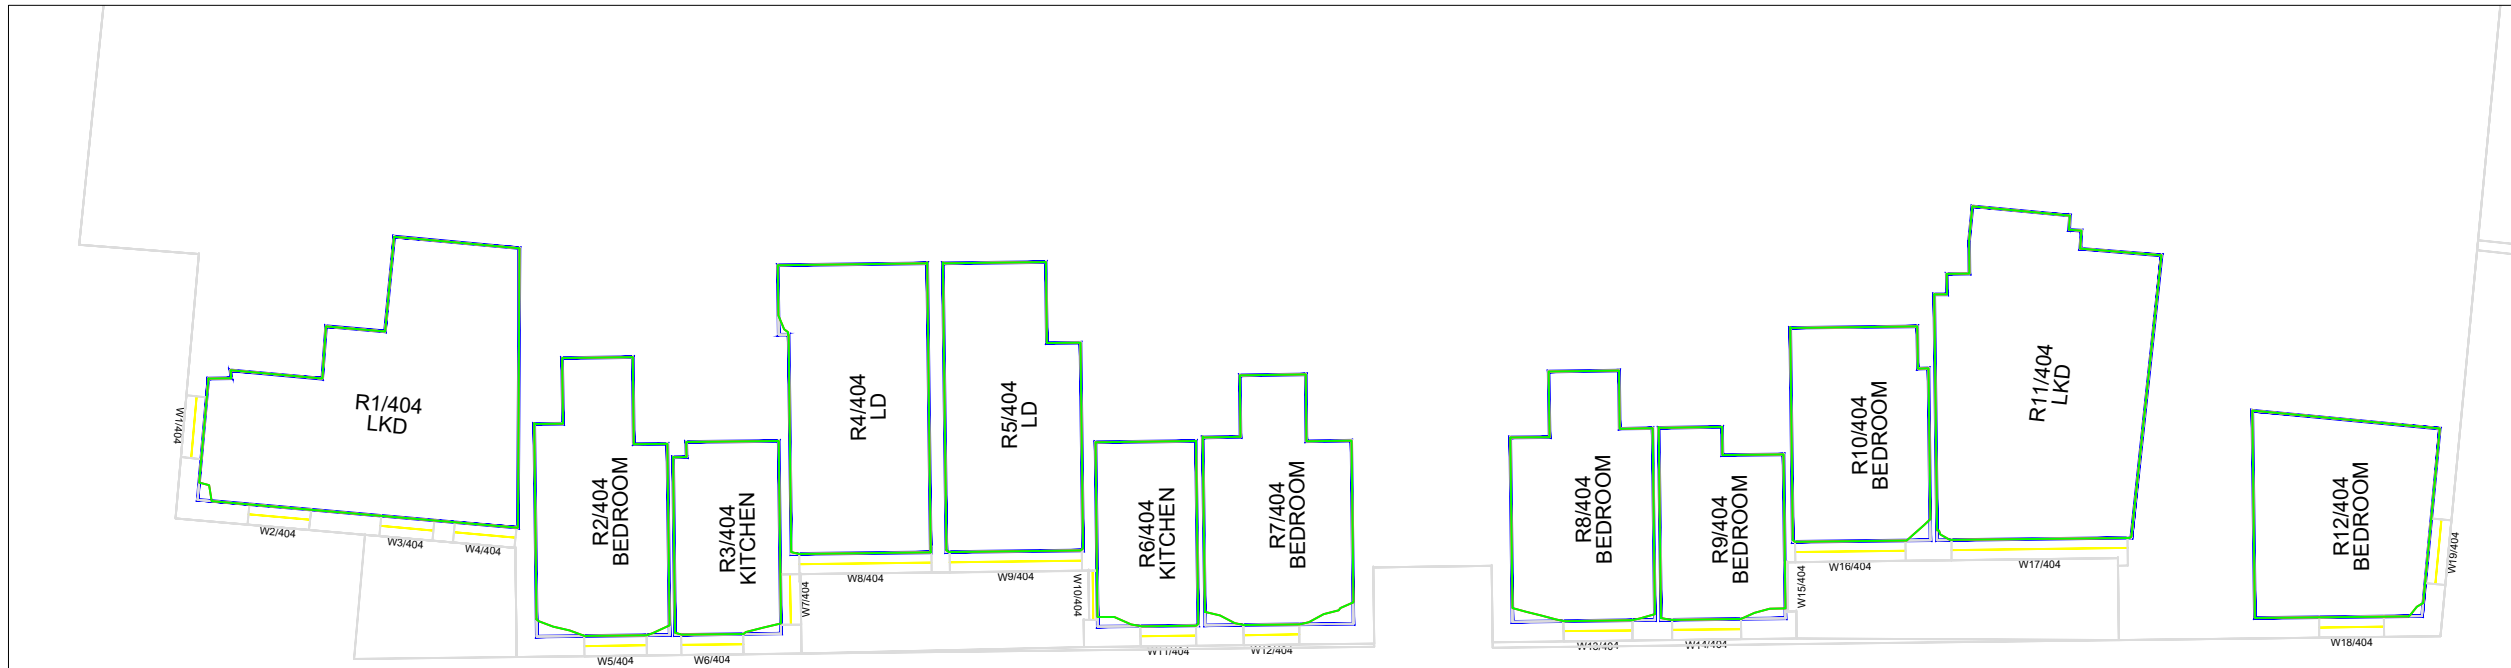 R1/404
LKD
R2/404
BEDROOM
R3/404
KITCHEN
R4/404
LD
R5/404
LD
R6/404
KITCHEN
R7/404
BEDROOM
R8/404
BEDROOM
R9/404
BEDROOM
R10/404
BEDROOM
R11/404
LKD
R12/404
BEDROOM
W1/404
W2/404
W3/404
W4/404
W5/404
W6/404
W7/404
W8/404
W9/404
W10/404
W11/404
W12/404
W13/404
W14/404
W15/404
W16/404
W17/404
W18/404
W19/404